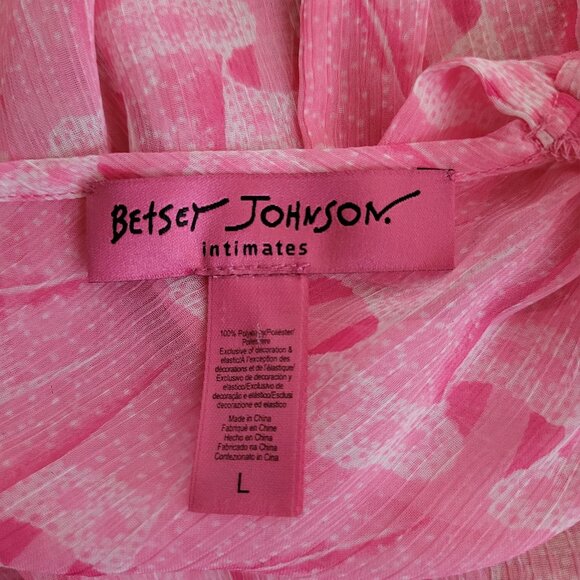 BETSEY JOHNSON.
intimates
100% Polyester/Poliéster/
Poliestere
Exclusive of decoration &
elastic/À l'exception des
décorations et de l'élastique/
Exclusivo de decoración y
elastico/Exclusivo de
decoração e elástico/Esclusi
decorazione ed elastico
Made in China
Fabriqué en Chine
Hecho en China
Fabricado na China
Confezionato in Cina
L